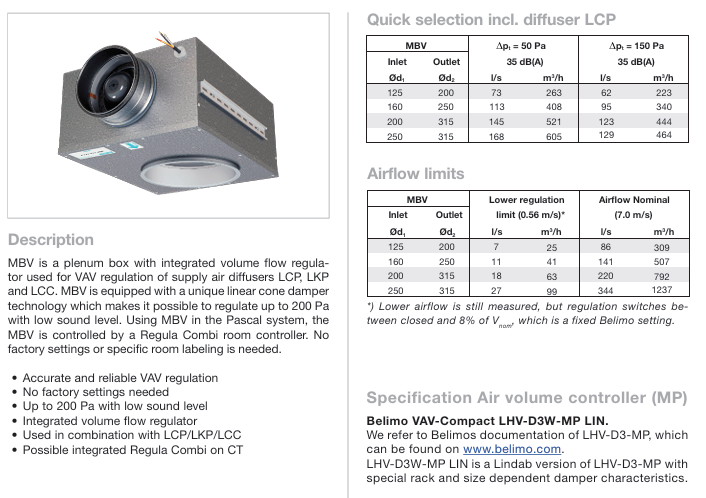 Description
MBV is a plenum box with integrated volume flow regula-
tor used for VAV regulation of supply air diffusers LCP, LKP
and LCC. MBV is equipped with a unique linear cone damper
technology which makes it possible to regulate up to 200 Pa
with low sound level. Using MBV in the Pascal system, the
MBV is controlled by a Regula Combi room controller. No
factory settings or specific room labeling is needed.
• Accurate and reliable VAV regulation
• No factory settings needed
• Up to 200 Pa with low sound level
• Integrated volume flow regulator
• Used in combination with LCP/LKP/LCC
• Possible integrated Regula Combi on CT
Quick selection incl. diffuser LCP
MBV Δpt = 50 Pa Δpt = 150 Pa
Inlet Outlet 35 dB(A) 35 dB(A)
Ød1 Ød2 l/s m³/h l/s m³/h
125 200 73 263 62 223
160 250 113 408 95 340
200 315 145 521 123 444
250 315 168 605 129 464
Airflow limits
MBV Lower regulation Airflow Nominal
Inlet Outlet limit (0.56 m/s)* (7.0 m/s)
Ød1 Ød2 l/s m³/h l/s m³/h
125 200 7 25 86 309
160 250 11 41 141 507
200 315 18 63 220 792
250 315 27 99 344 1237
*) Lower airflow is still measured, but regulation switches be-
tween closed and 8% of Vnom, which is a fixed Belimo setting.
Specification Air volume controller (MP)
Belimo VAV-Compact LHV-D3W-MP LIN.
We refer to Belimos documentation of LHV-D3-MP, which
can be found on www.belimo.com.
LHV-D3W-MP LIN is a Lindab version of LHV-D3-MP with
special rack and size dependent damper characteristics.